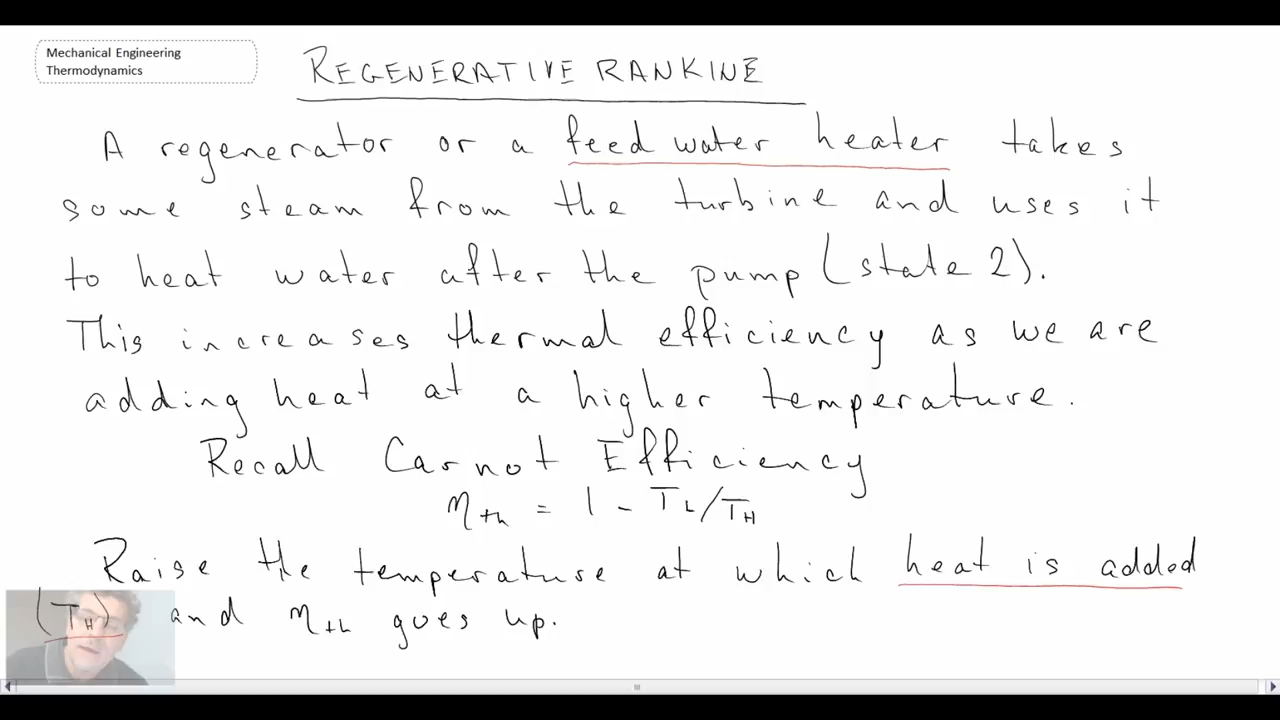 Mechanical Engineering
Thermodynamics
REGENERATIVE RANKINE
A regenerator or a feed water heater takes
some steam from the turbine and uses it
to heat water after the pump (state 2).
This increases thermal efficiency as we are
adding heat at a higher temperature.
Recall Carnot Efficiency
ηth = 1 - TL/TH
Raise the temperature at which heat is added
(TH) and ηth goes up.